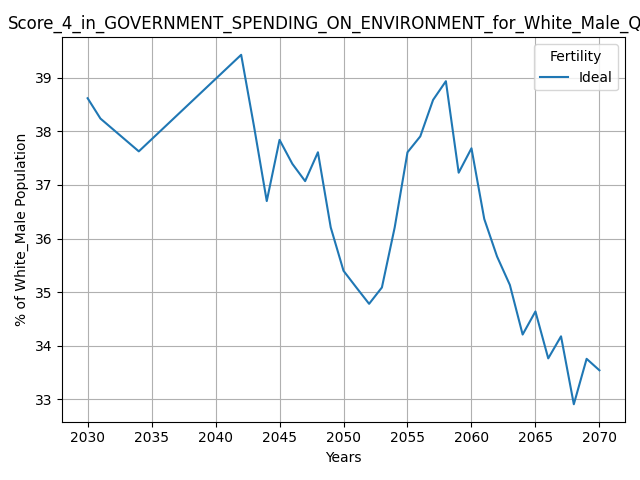 Score_4_in_GOVERNMENT_SPENDING_ON_ENVIRONMENT_for_White_Male_Q
Fertility
Ideal
39
38
37
36
35
34
33
% of White_Male Population
2030 2035 2040 2045 2050 2055 2060 2065 2070
Years